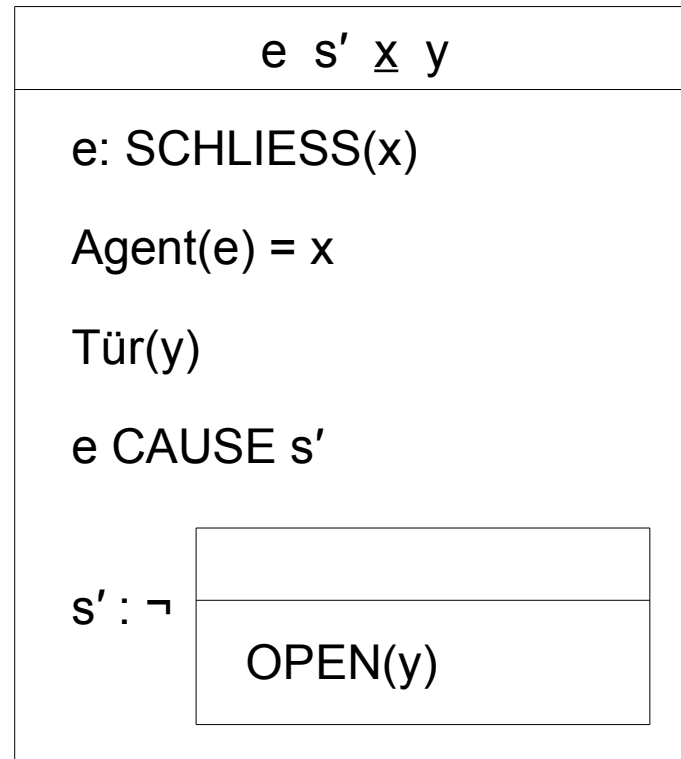 e s′ x y
e: SCHLIESS(x)
Agent(e) = x
Tür(y)
e CAUSE s′
s′ : ¬
OPEN(y)